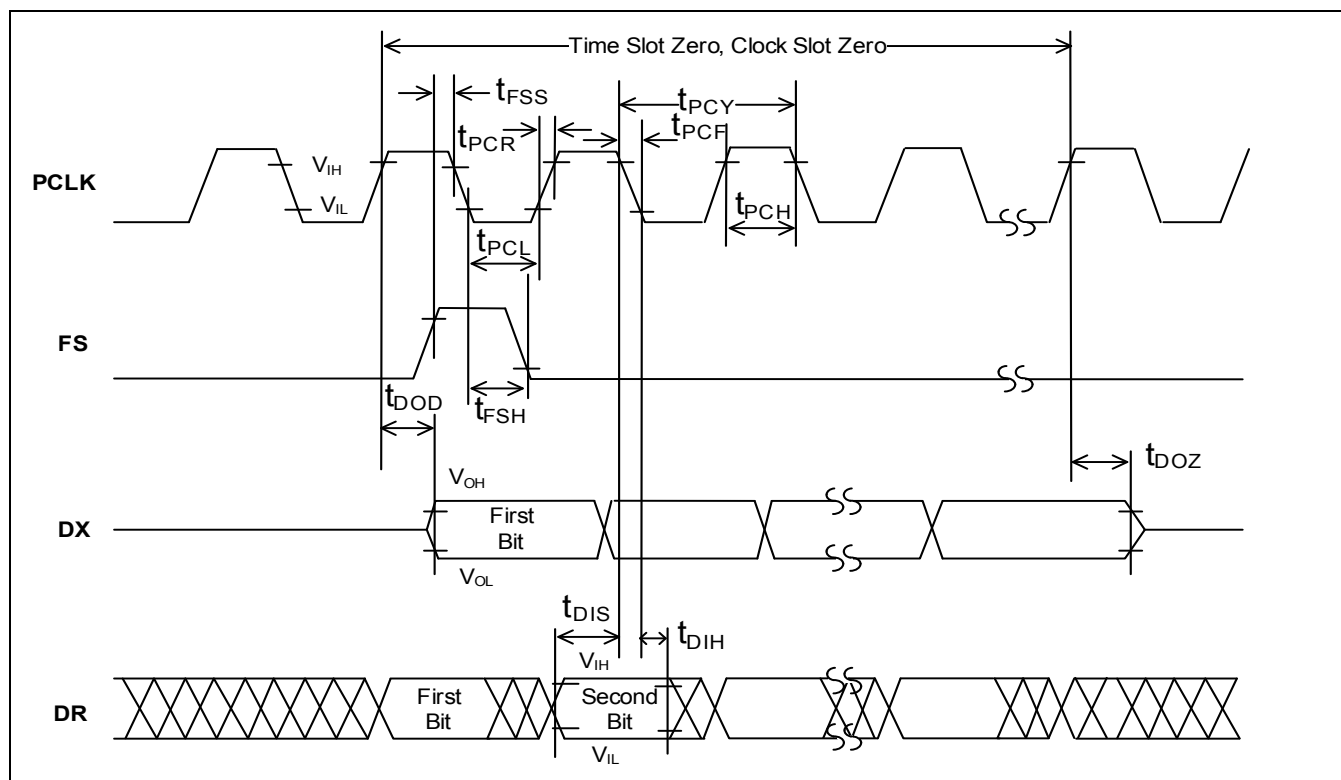 Time Slot Zero, Clock Slot Zero
tFSS
tPCY
tPCR
tPCF
PCLK
VIH
VIL
tPCH
tPCL
FS
tDOD
tFSH
tDOZ
VOH
DX
First
Bit
VOL
tDIS
tDIH
VIH
DR
First
Bit
Second
Bit
VIL